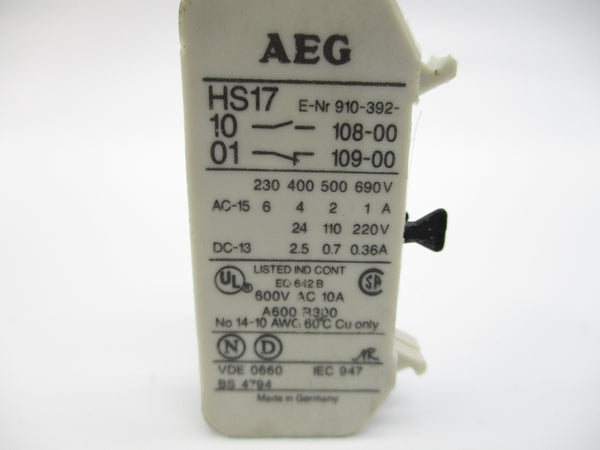 AEG
HS17 E-Nr 910-392-
10 108-00
01 109-00
230 400 500 690V
AC-15 6 4 2 1 A
24 110 220V
DC-13 2.5 0.7 0.36A
UL LISTED IND CONT SA
EQ 642 B
600V AC 10A
A600 R300
No 14-10 AWG 60°C Cu only
N D
VDE 0660 IEC 947
BS 4794
Made in Germany